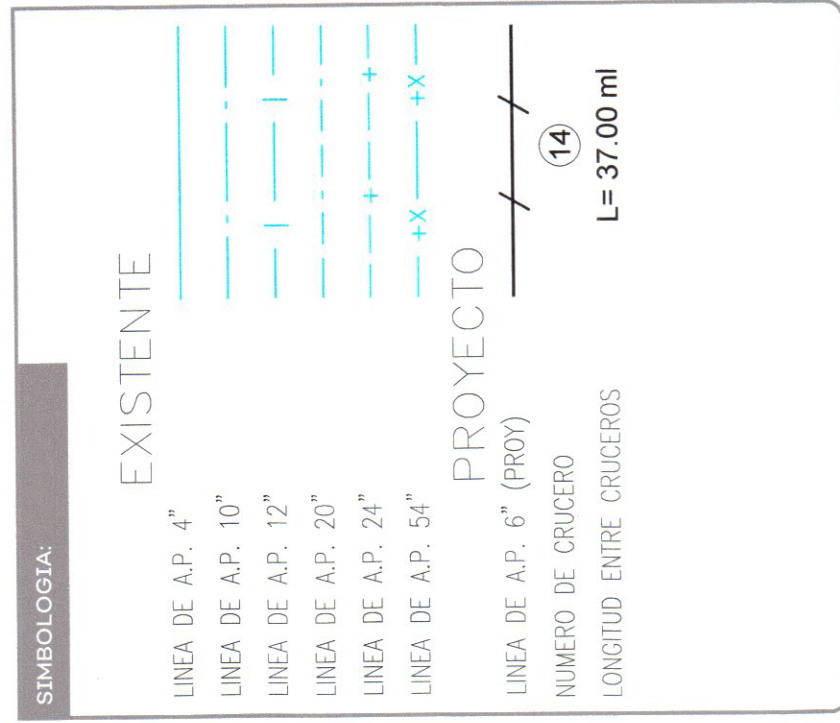 SIMBOLOGIA:
EXISTENTE
LINEA DE A.P. 4"
LINEA DE A.P. 10"
LINEA DE A.P. 12"
LINEA DE A.P. 20"
LINEA DE A.P. 24"
LINEA DE A.P. 54"
PROYECTO
LINEA DE A.P. 6" (PROY)
NUMERO DE CRUCERO 14
LONGITUD ENTRE CRUCEROS L= 37.00 ml